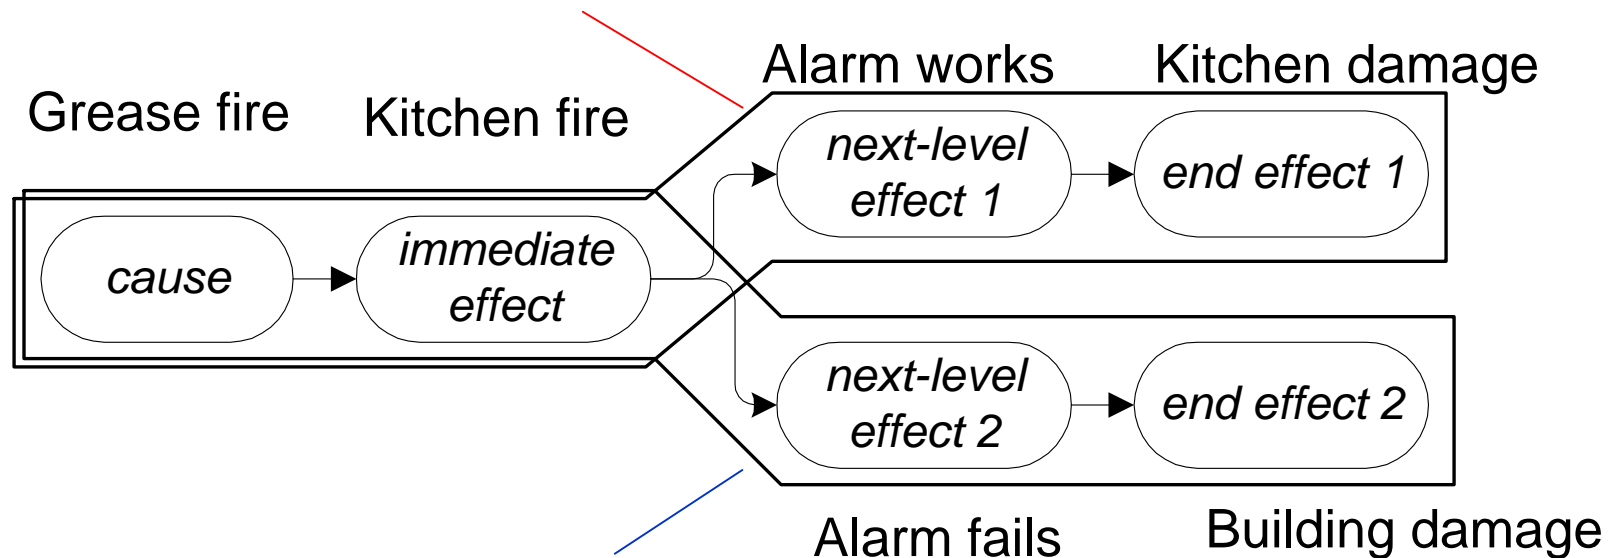 Alarm works
Kitchen damage
Grease fire
Kitchen fire
next-level
effect 1
end effect 1
cause
immediate
effect
next-level
effect 2
end effect 2
Alarm fails
Building damage